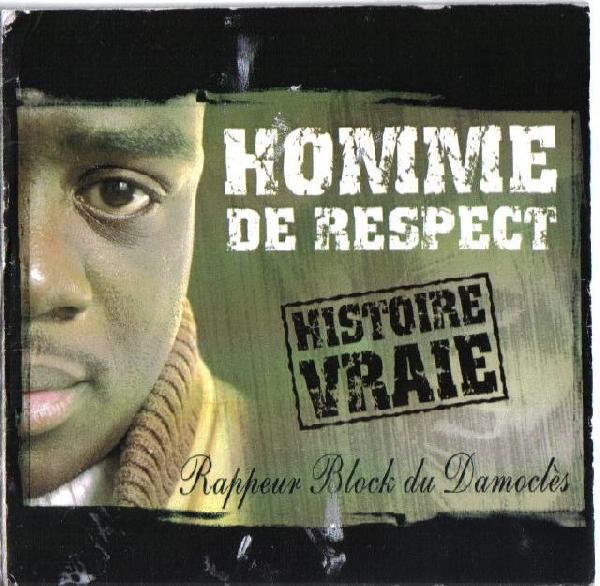 HOMME
DE RESPECT
HISTOIRE
VRAIE
Rappeur Block du Damoclès